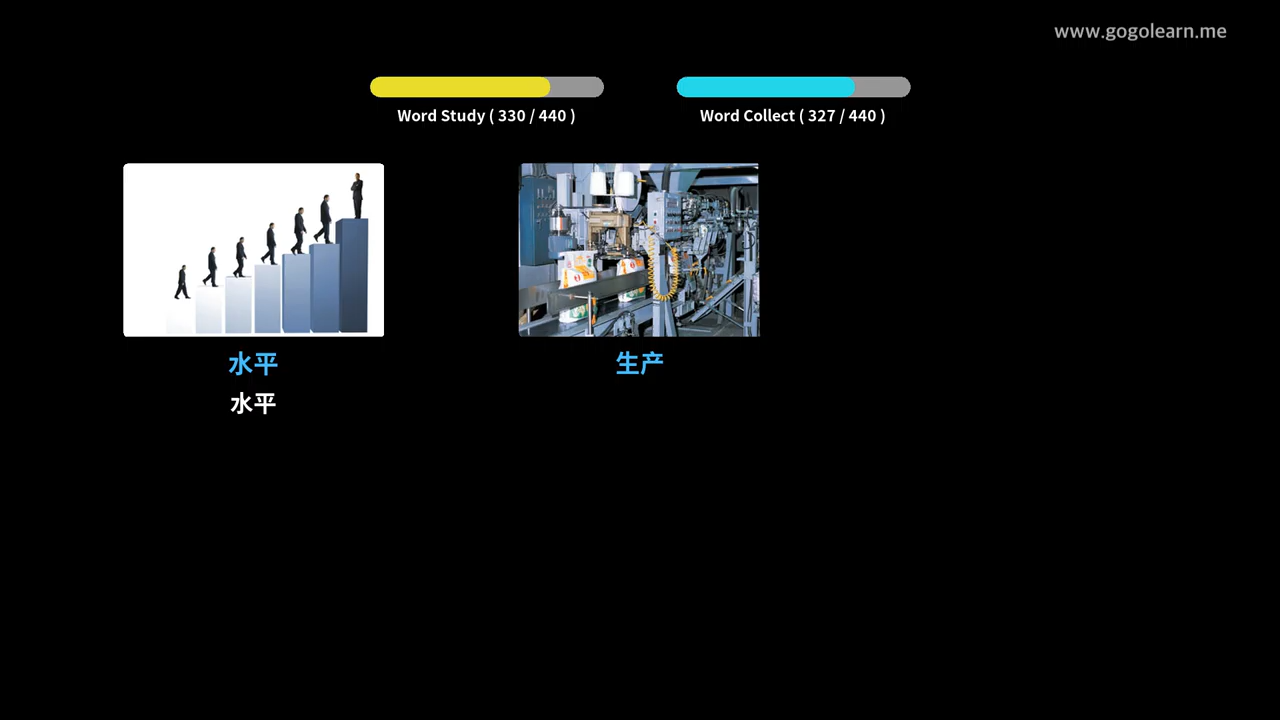 www.gogolearn.me
Word Study ( 330 / 440 )
Word Collect ( 327 / 440 )
水平
生产
水平